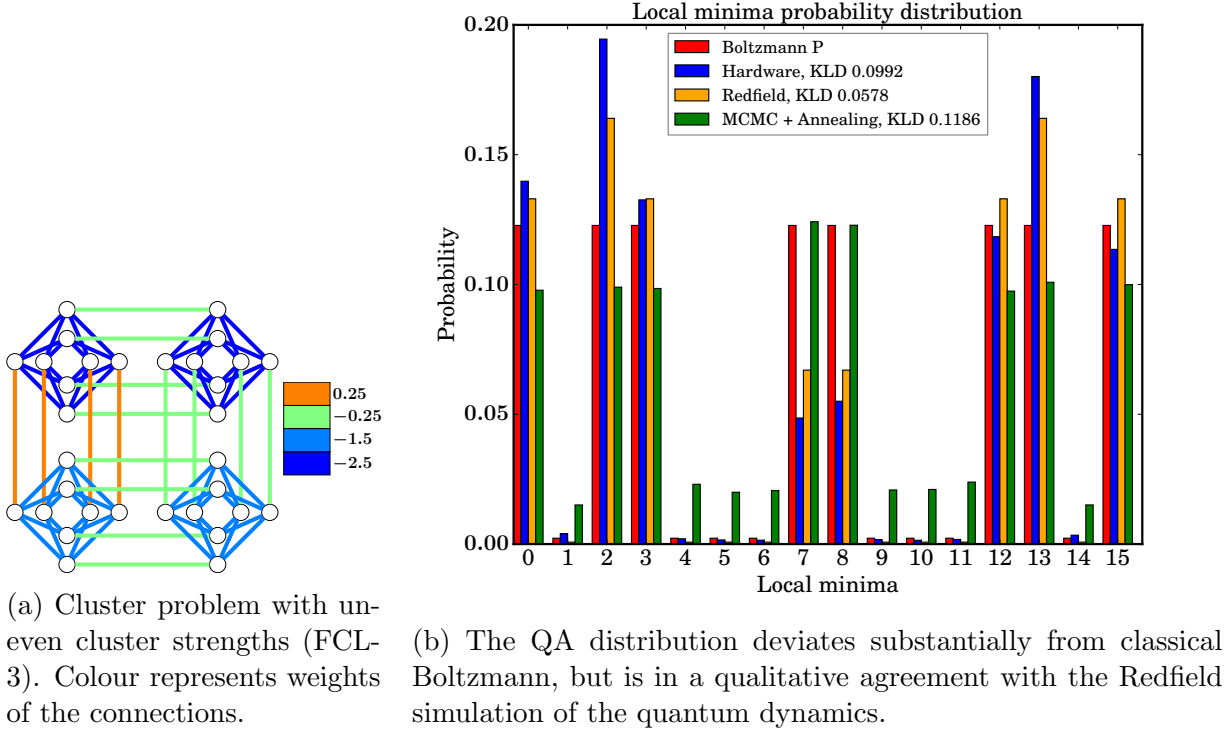 0.25
−0.25
−1.5
−2.5
(a) Cluster problem with un-
even cluster strengths (FCL-
3). Colour represents weights
of the connections.
Local minima probability distribution
Boltzmann P
Hardware, KLD 0.0992
Redfield, KLD 0.0578
MCMC + Annealing, KLD 0.1186
Probability
0.20
0.15
0.10
0.05
0.00
0 1 2 3 4 5 6 7 8 9 10 11 12 13 14 15
Local minima
(b) The QA distribution deviates substantially from classical
Boltzmann, but is in a qualitative agreement with the Redfield
simulation of the quantum dynamics.